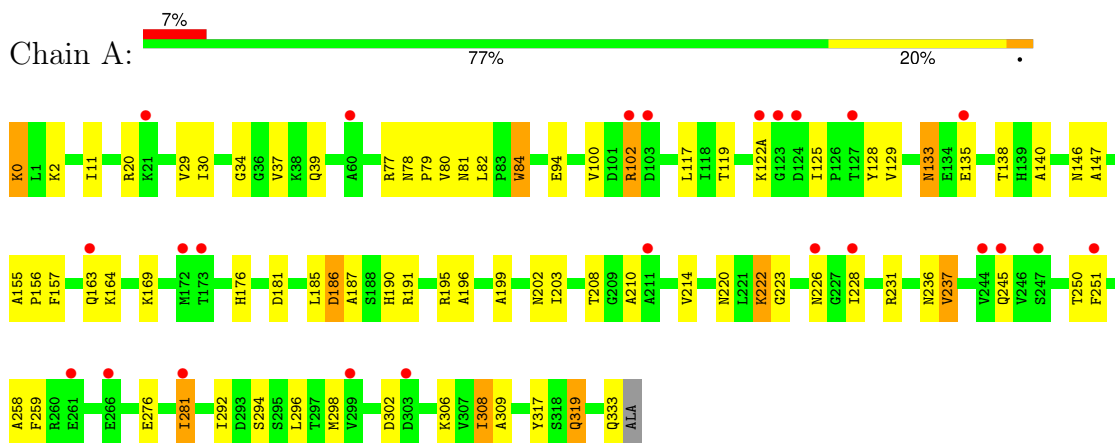 7%
Chain A:
77% 20% •
K0 L1 K2 I11 R20 K21 V29 I30 G34 G36 V37 K38 Q39 A60 R77 N78 P79 V80 N81 L82 P83 W84 E94 V100 D101 R102 D103 L117 I118 T119 K122A G123 D124 I125 P126 T127 Y128 V129 N133 E134 E135 T138 H139 A140 N146 A147
A155 P156 F157 Q163 K164 K169 M172 T173 H176 D181 L185 D186 A187 S188 H190 R191 R195 A196 A199 N202 I203 T208 G209 A210 A211 V214 N220 L221 K222 G223 N226 G227 I228 R231 N236 V237 V244 Q245 V246 S247 T250 F251
A258 F259 R260 E261 E266 E276 I281 I292 D293 S294 S295 L296 T297 M298 V299 D302 D303 K306 V307 I308 A309 Y317 S318 Q319 Q333 ALA